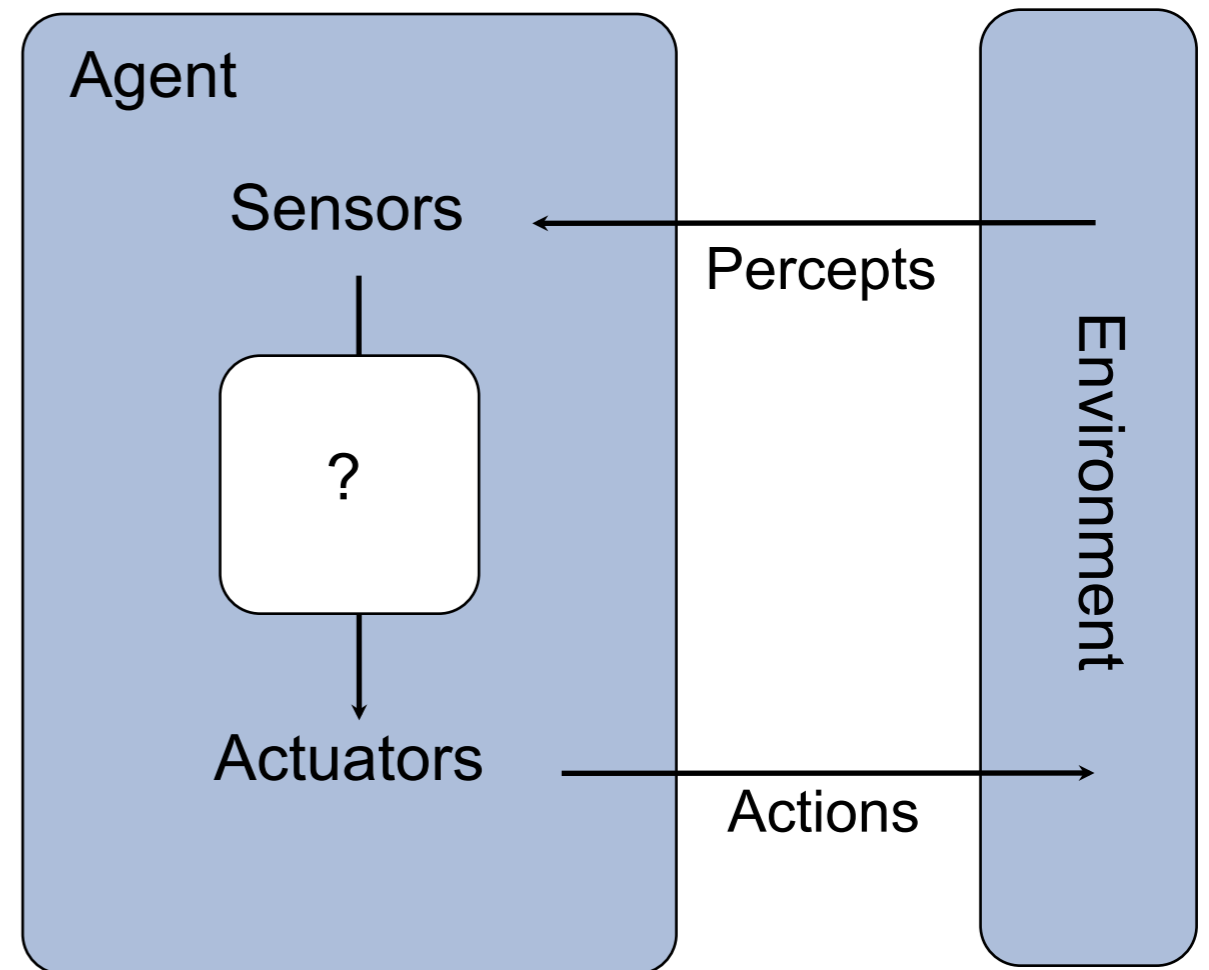 Agent
Sensors
Percepts
Environment
?
Actuators
Actions